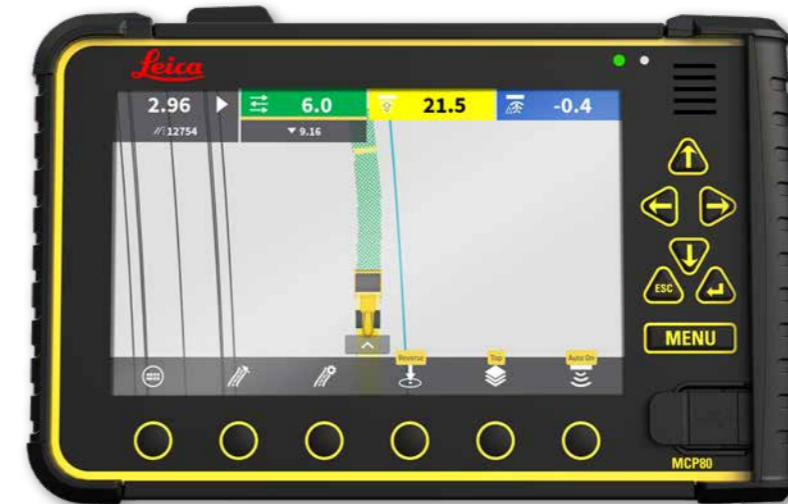 Leica
2.96
6.0
21.5
-0.4
12754
▼ 9.16
Reverse
Top
Auto On
ESC
MENU
MCP80